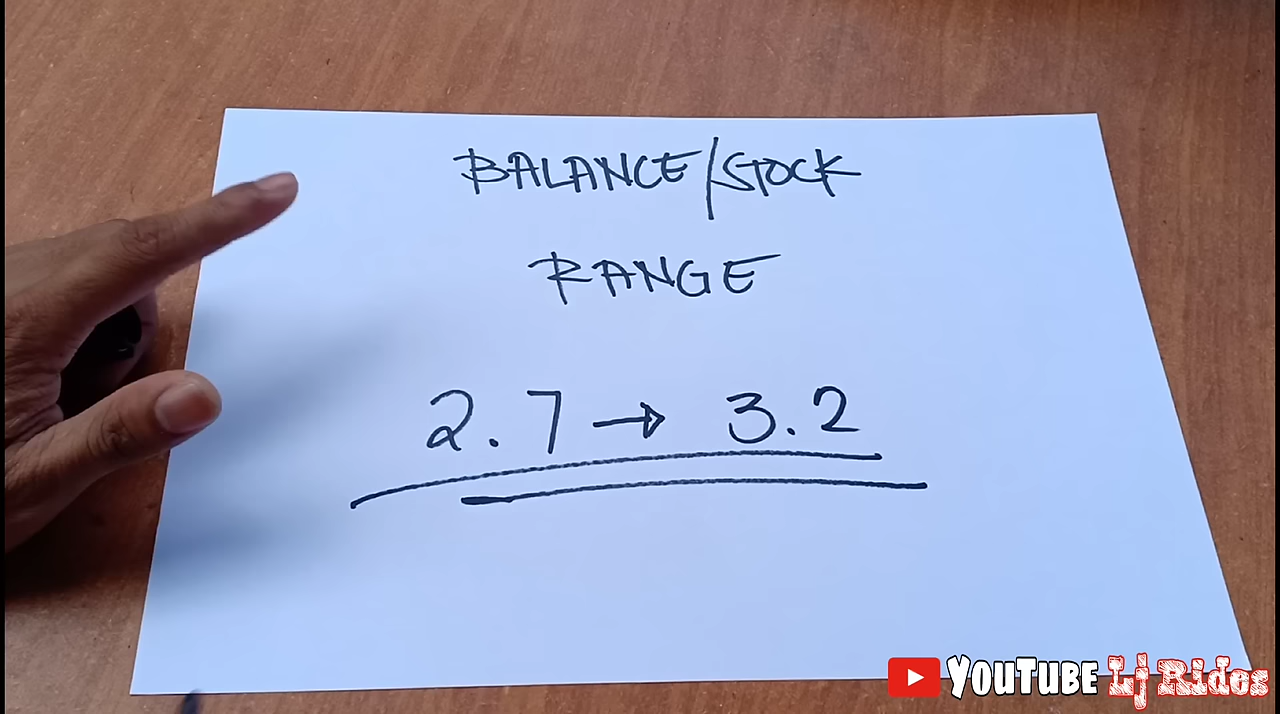 BALANCE/STOCK
RANGE
2.7 → 3.2
YouTube Lj Rides